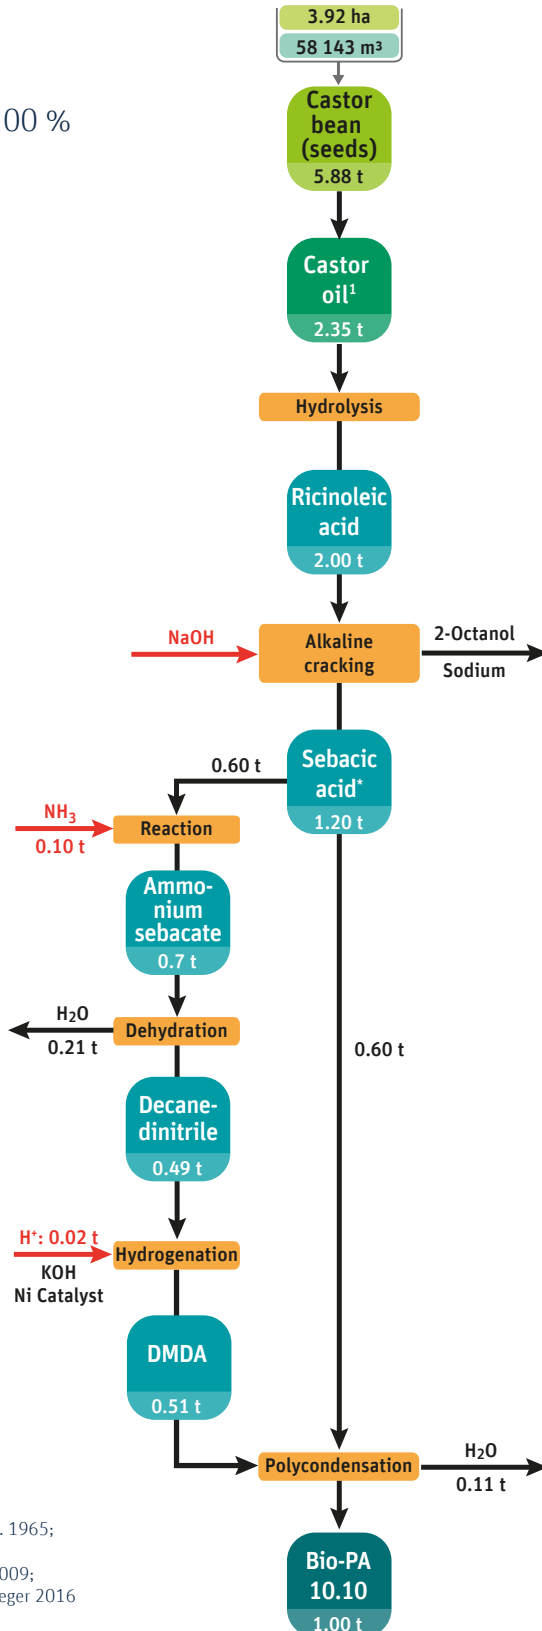 3.92 ha
58 143 m³
00 %
Castor
bean
(seeds)
5.88 t
Castor
oil¹
2.35 t
Hydrolysis
Ricinoleic
acid
2.00 t
NaOH
Alkaline
cracking
2-Octanol
Sodium
Sebacic
acid*
1.20 t
0.60 t
NH₃
0.10 t
Reaction
Ammo-
nium
sebacate
0.7 t
H₂O
0.21 t
Dehydration
0.60 t
Decane-
dinitrile
0.49 t
H⁺: 0.02 t
KOH
Ni Catalyst
Hydrogenation
DMDA
0.51 t
Polycondensation
H₂O
0.11 t
. 1965;
009;
eger 2016
Bio-PA
10.10
1.00 t